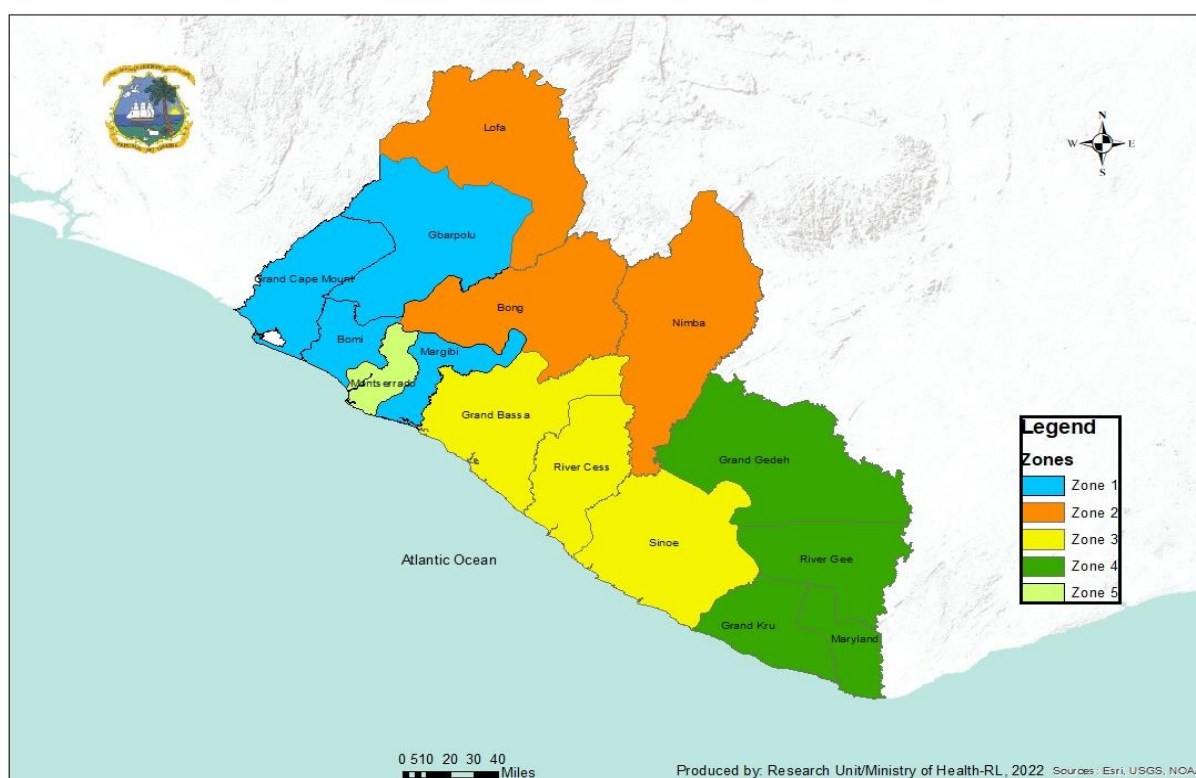 N
W E
S
Lofa
Gbarpolu
Grand Cape Mount
Bong
Nimba
Bomi
Margibi
Montserrado
Grand Bassa
River Cess
Grand Gedeh
Sinoe
River Gee
Grand Kru
Maryland
Atlantic Ocean
Legend
Zones
Zone 1
Zone 2
Zone 3
Zone 4
Zone 5
0 5 10 20 30 40
Miles
Produced by: Research Unit/Ministry of Health-RL, 2022 Sources: Esri, USGS, NOA